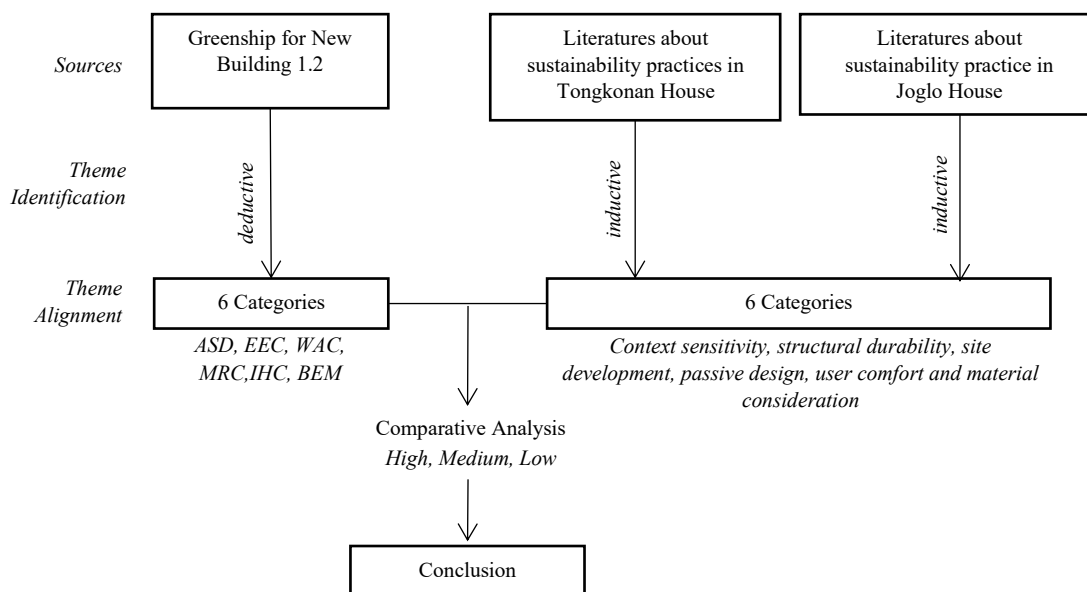 Sources
Greenship for New
Building 1.2
Literatures about
sustainability practices in
Tongkonan House
Literatures about
sustainability practice in
Joglo House
Theme
Identification
deductive
inductive
inductive
Theme
Alignment
6 Categories
6 Categories
ASD, EEC, WAC,
MRC,IHC, BEM
Context sensitivity, structural durability, site
development, passive design, user comfort and material
consideration
Comparative Analysis
High, Medium, Low
Conclusion